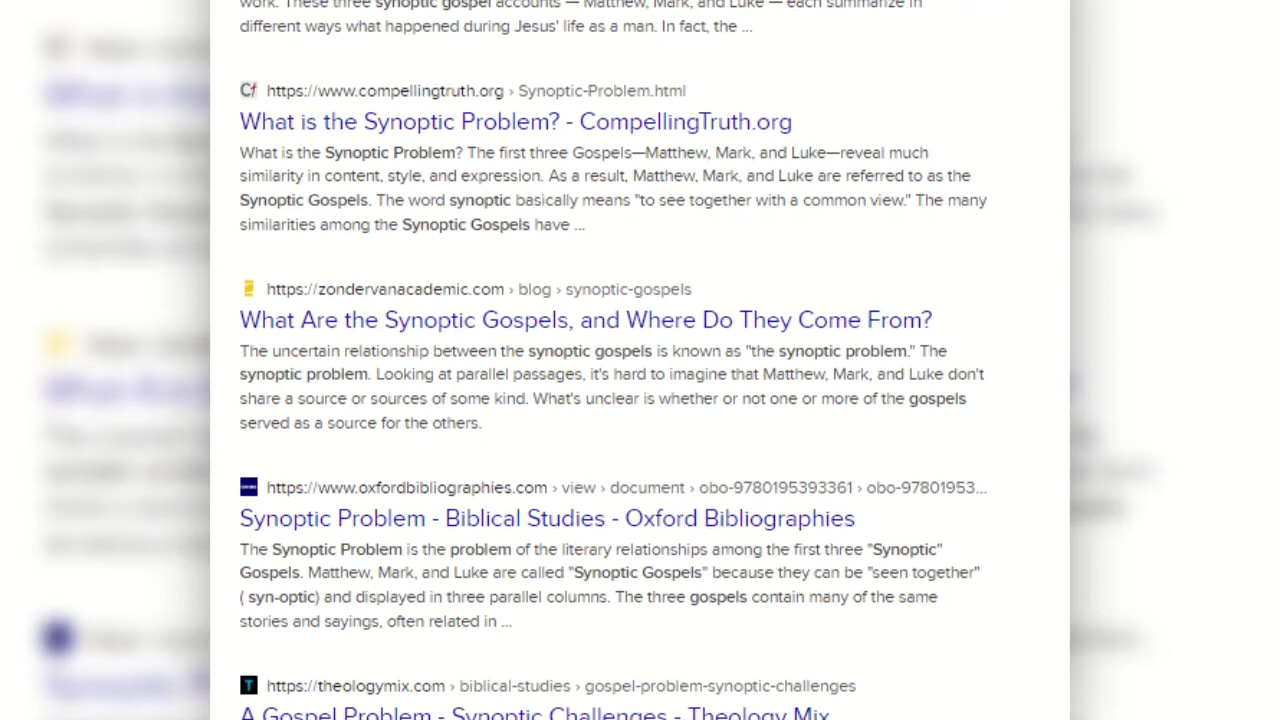 work. These three synoptic gospel accounts — Matthew, Mark, and Luke — each summarize in
different ways what happened during Jesus' life as a man. In fact, the ...
https://www.compellingtruth.org › Synoptic-Problem.html
What is the Synoptic Problem? - CompellingTruth.org
What is the Synoptic Problem? The first three Gospels—Matthew, Mark, and Luke—reveal much
similarity in content, style, and expression. As a result, Matthew, Mark, and Luke are referred to as the
Synoptic Gospels. The word synoptic basically means "to see together with a common view." The many
similarities among the Synoptic Gospels have ...
https://zondervanacademic.com › blog › synoptic-gospels
What Are the Synoptic Gospels, and Where Do They Come From?
The uncertain relationship between the synoptic gospels is known as "the synoptic problem." The
synoptic problem. Looking at parallel passages, it's hard to imagine that Matthew, Mark, and Luke don't
share a source or sources of some kind. What's unclear is whether or not one or more of the gospels
served as a source for the others.
https://www.oxfordbibliographies.com › view › document › obo-9780195393361 › obo-97801953...
Synoptic Problem - Biblical Studies - Oxford Bibliographies
The Synoptic Problem is the problem of the literary relationships among the first three "Synoptic"
Gospels. Matthew, Mark, and Luke are called "Synoptic Gospels" because they can be "seen together"
( syn-optic) and displayed in three parallel columns. The three gospels contain many of the same
stories and sayings, often related in ...
https://theologymix.com › biblical-studies › gospel-problem-synoptic-challenges
A Gospel Problem - Synoptic Challenges - Theology Mix